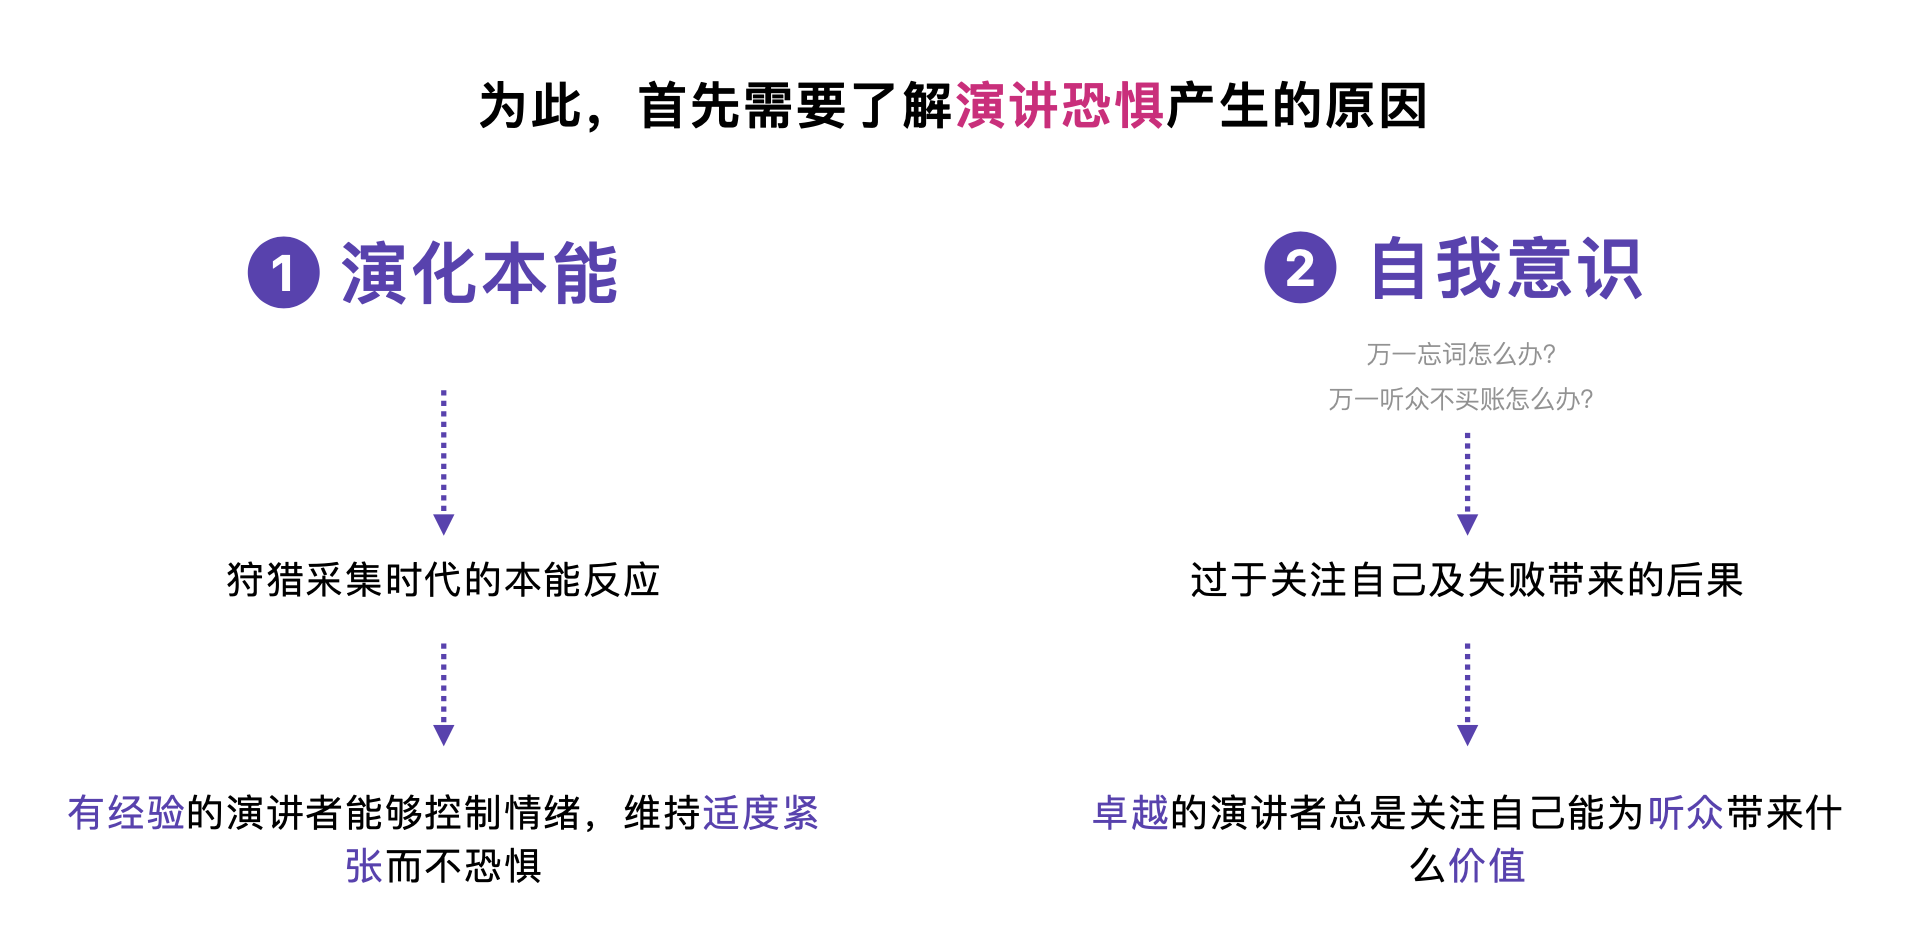 为此，首先需要了解演讲恐惧产生的原因
1 演化本能
狩猎采集时代的本能反应
有经验的演讲者能够控制情绪，维持适度紧
张而不恐惧
2 自我意识
万一忘词怎么办?
万一听众不买账怎么办?
过于关注自己及失败带来的后果
卓越的演讲者总是关注自己能为听众带来什
么价值